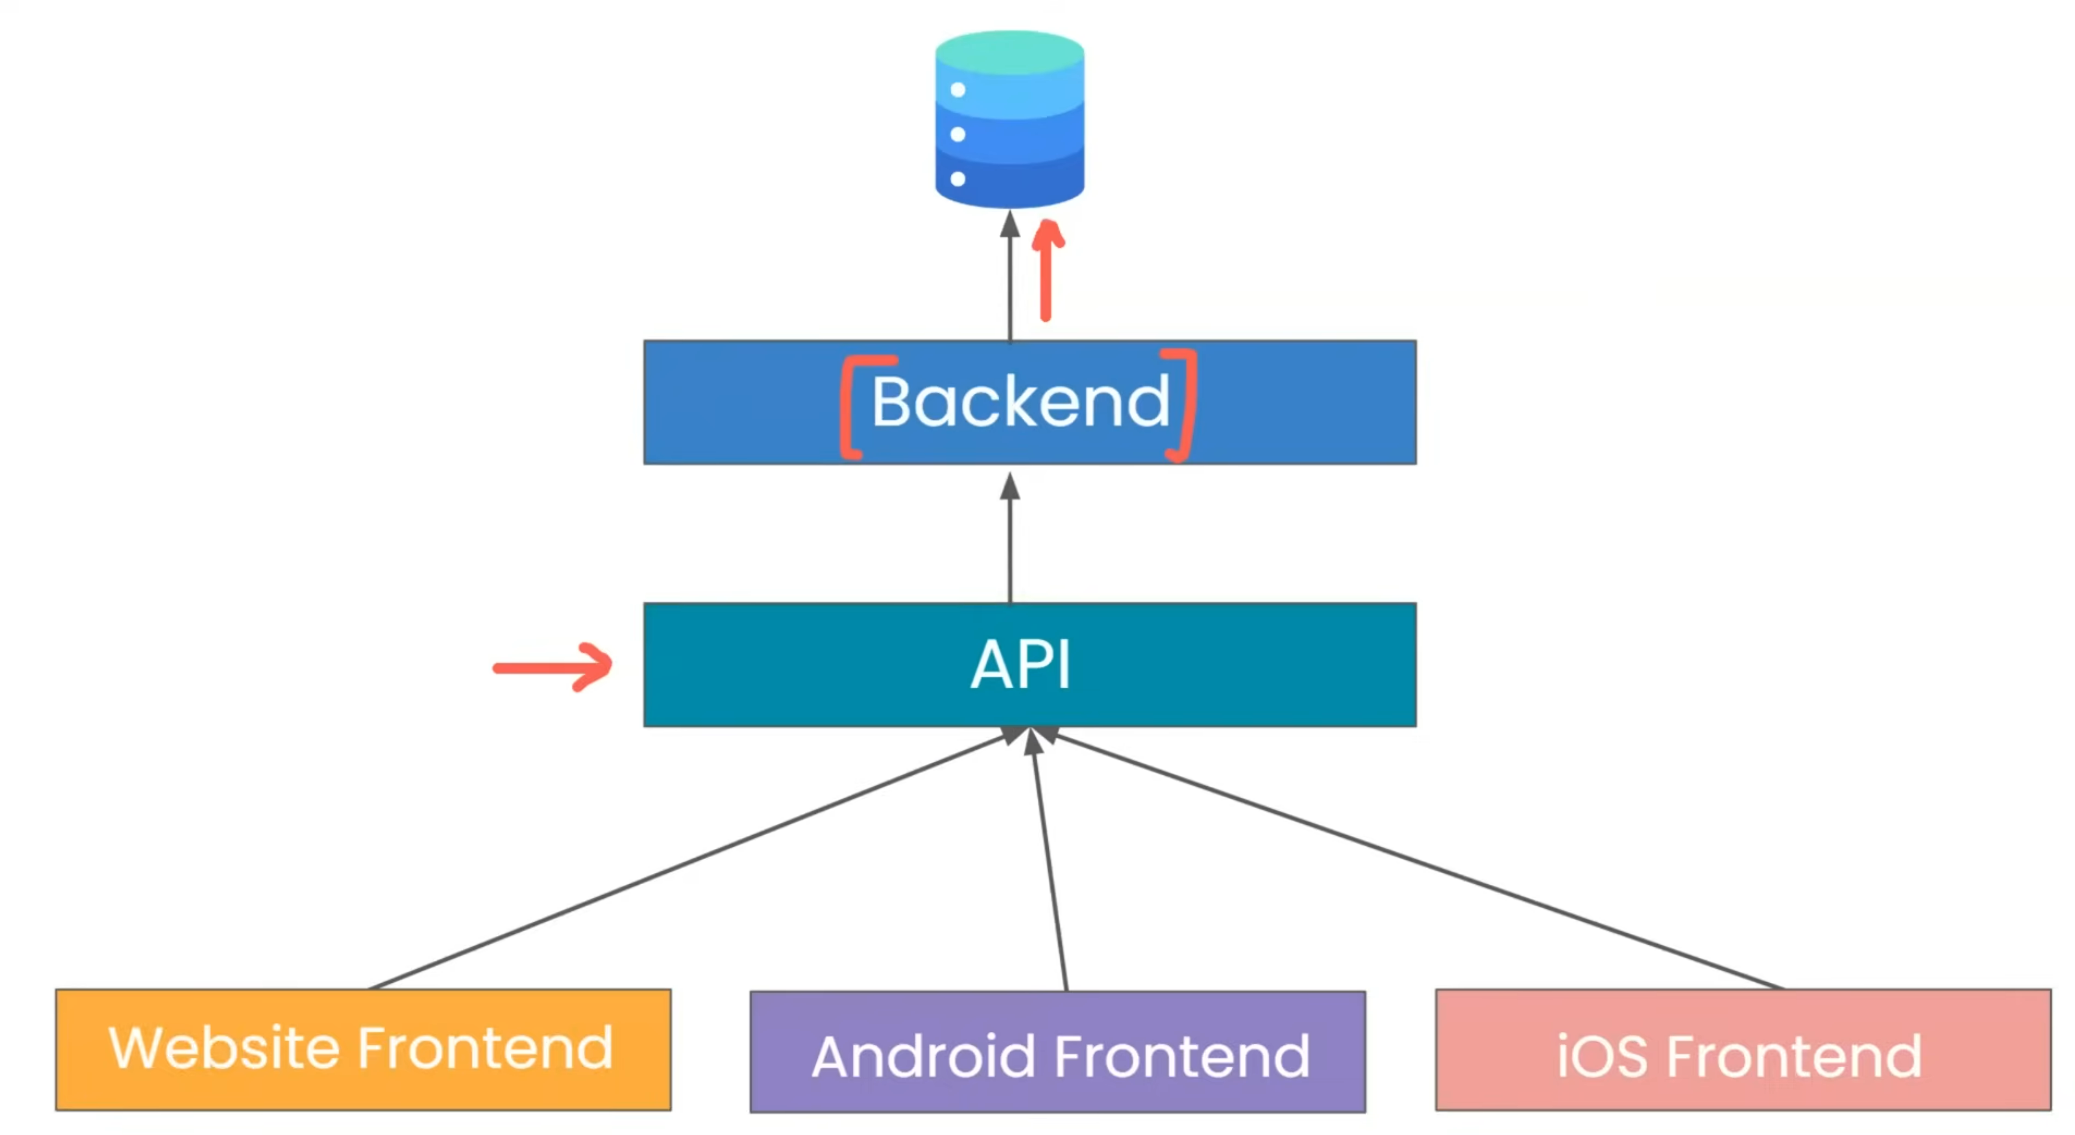 Backend
API
Website Frontend
Android Frontend
iOS Frontend